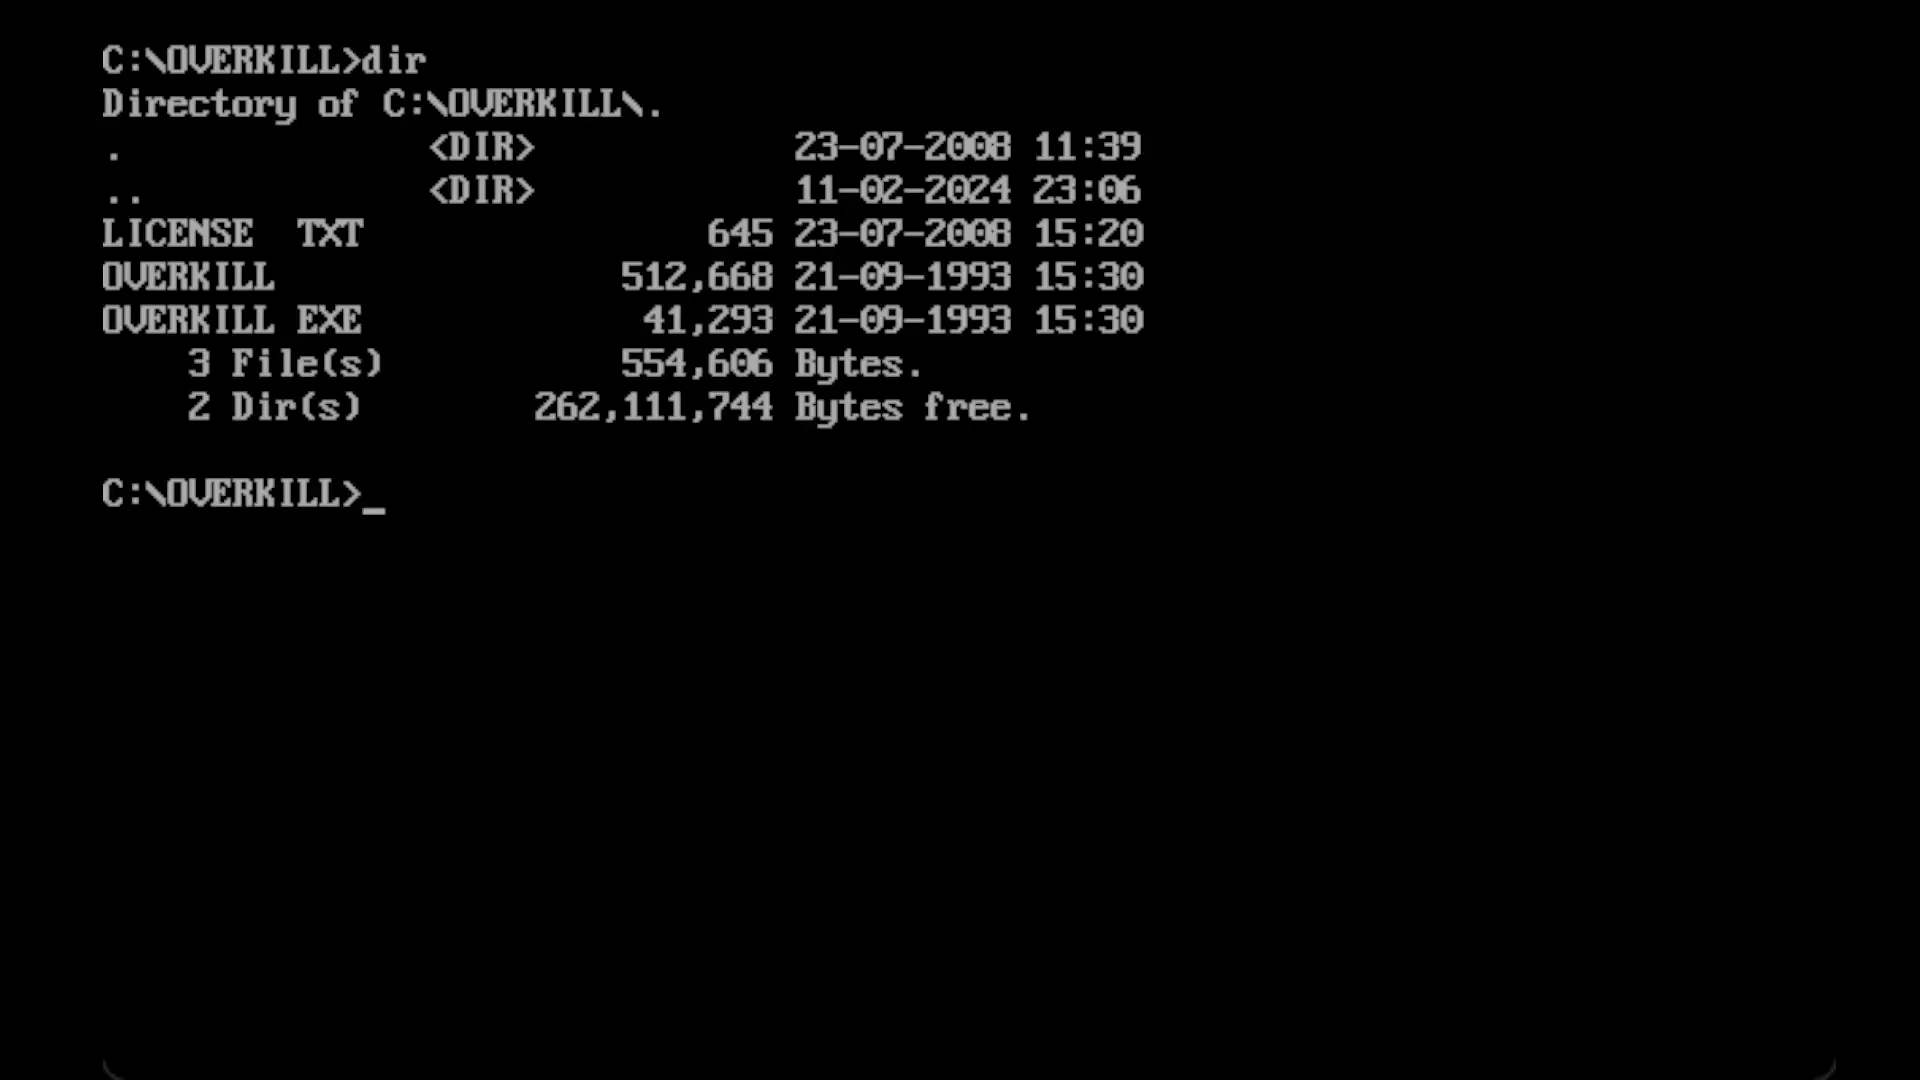 C:\OVERKILL>dir
Directory of C:\OVERKILL\.
. <DIR> 23-07-2008 11:39
.. <DIR> 11-02-2024 23:06
LICENSE TXT 645 23-07-2008 15:20
OVERKILL 512,668 21-09-1993 15:30
OVERKILL EXE 41,293 21-09-1993 15:30
3 File(s) 554,606 Bytes.
2 Dir(s) 262,111,744 Bytes free.
C:\OVERKILL>_